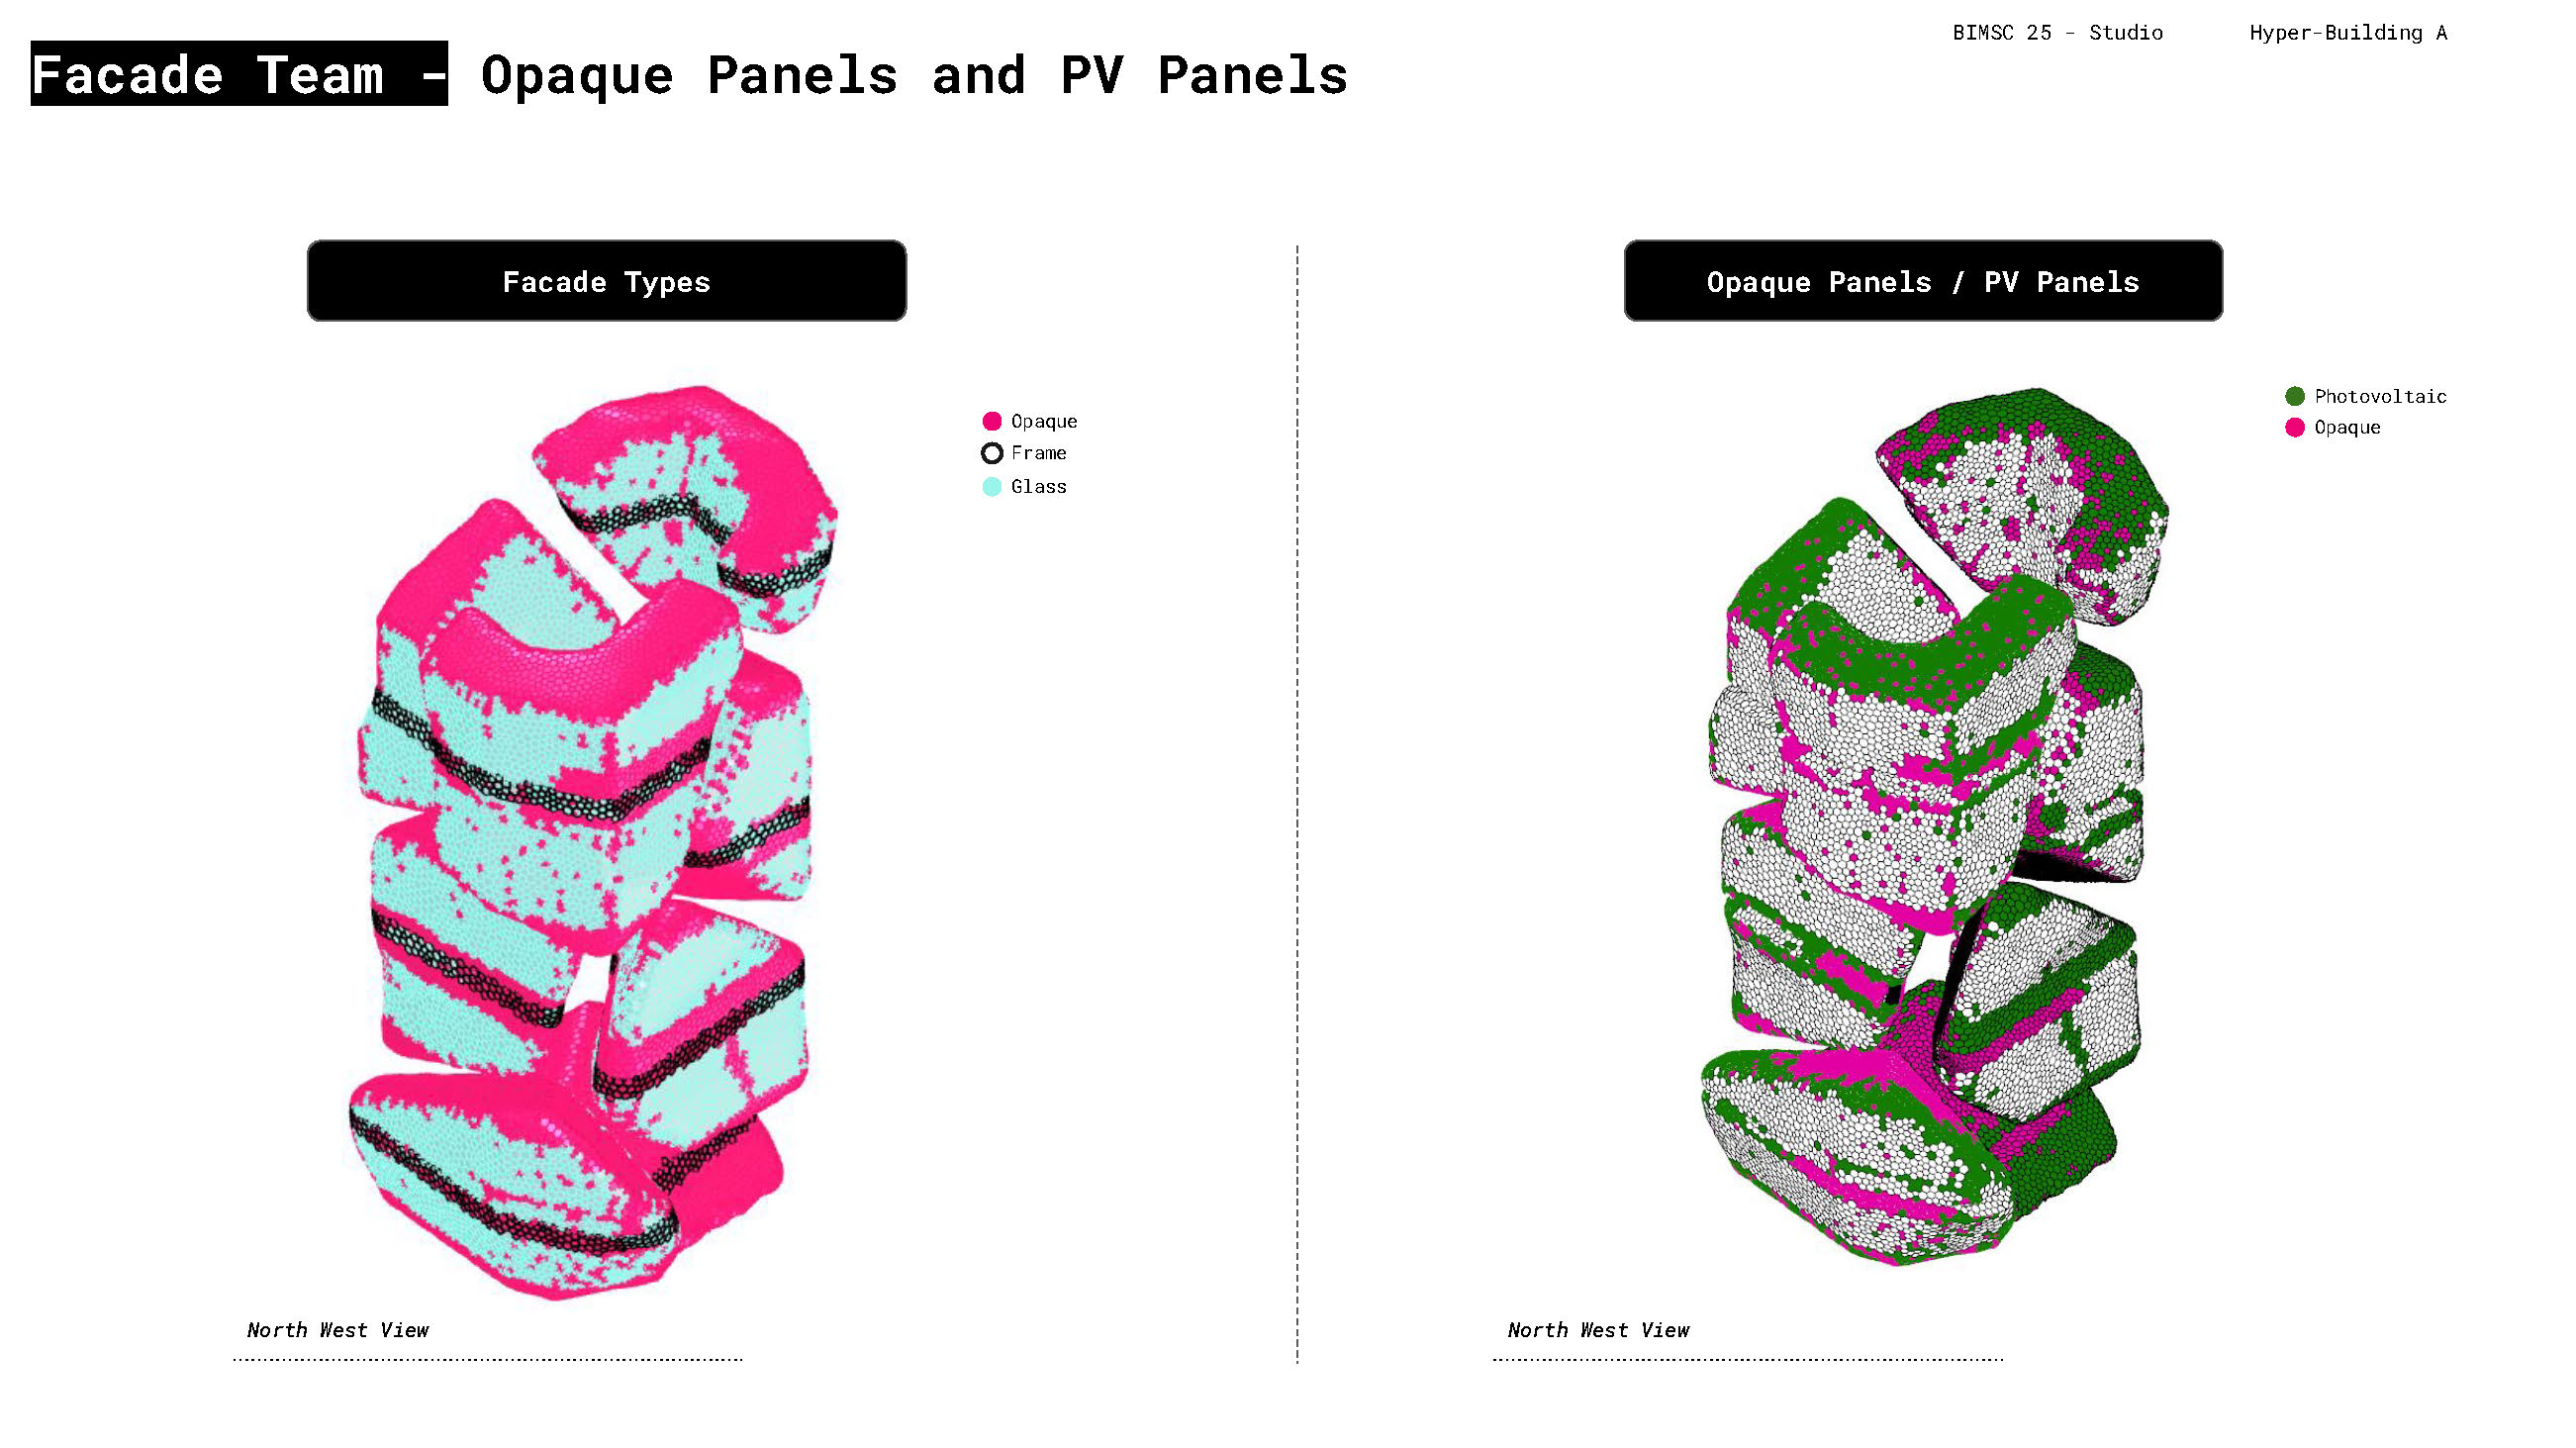 BIMSC 25 - Studio Hyper-Building A
Facade Team - Opaque Panels and PV Panels
Facade Types
Opaque
Frame
Glass
North West View
Opaque Panels / PV Panels
Photovoltaic
Opaque
North West View